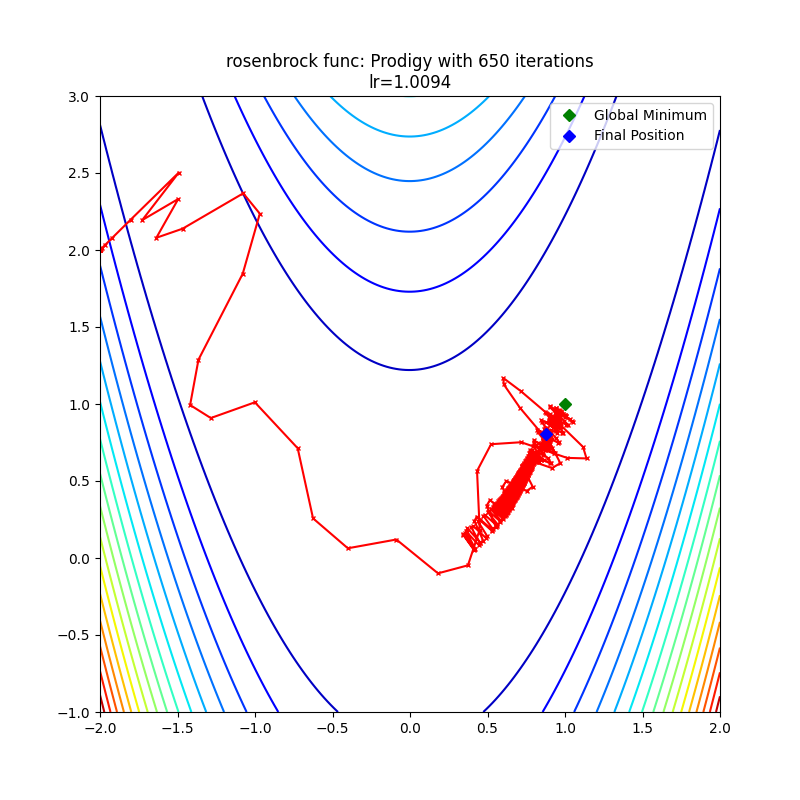 rosenbrock func: Prodigy with 650 iterations
lr=1.0094
Global Minimum
Final Position
3.0
2.5
2.0
1.5
1.0
0.5
0.0
−0.5
−1.0
−2.0 −1.5 −1.0 −0.5 0.0 0.5 1.0 1.5 2.0